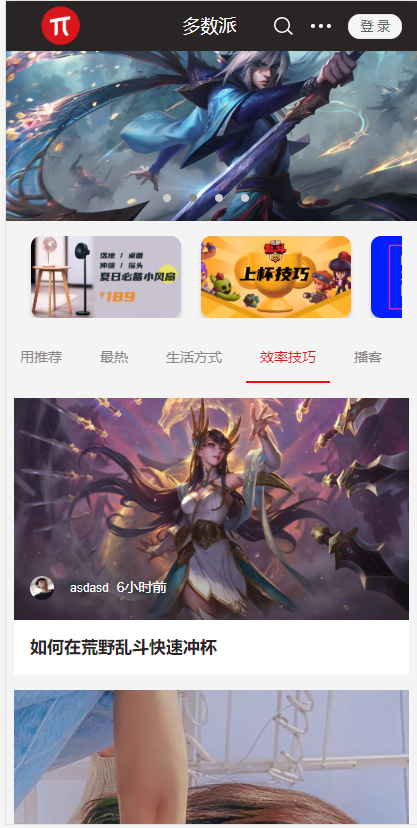 π
多数派
登 录
落地 / 桌面
冲细 / 摇头
夏日必备小风扇
¥189
上杯技巧
用推荐
最热
生活方式
效率技巧
播客
asdasd 6小时前
如何在荒野乱斗快速冲杯